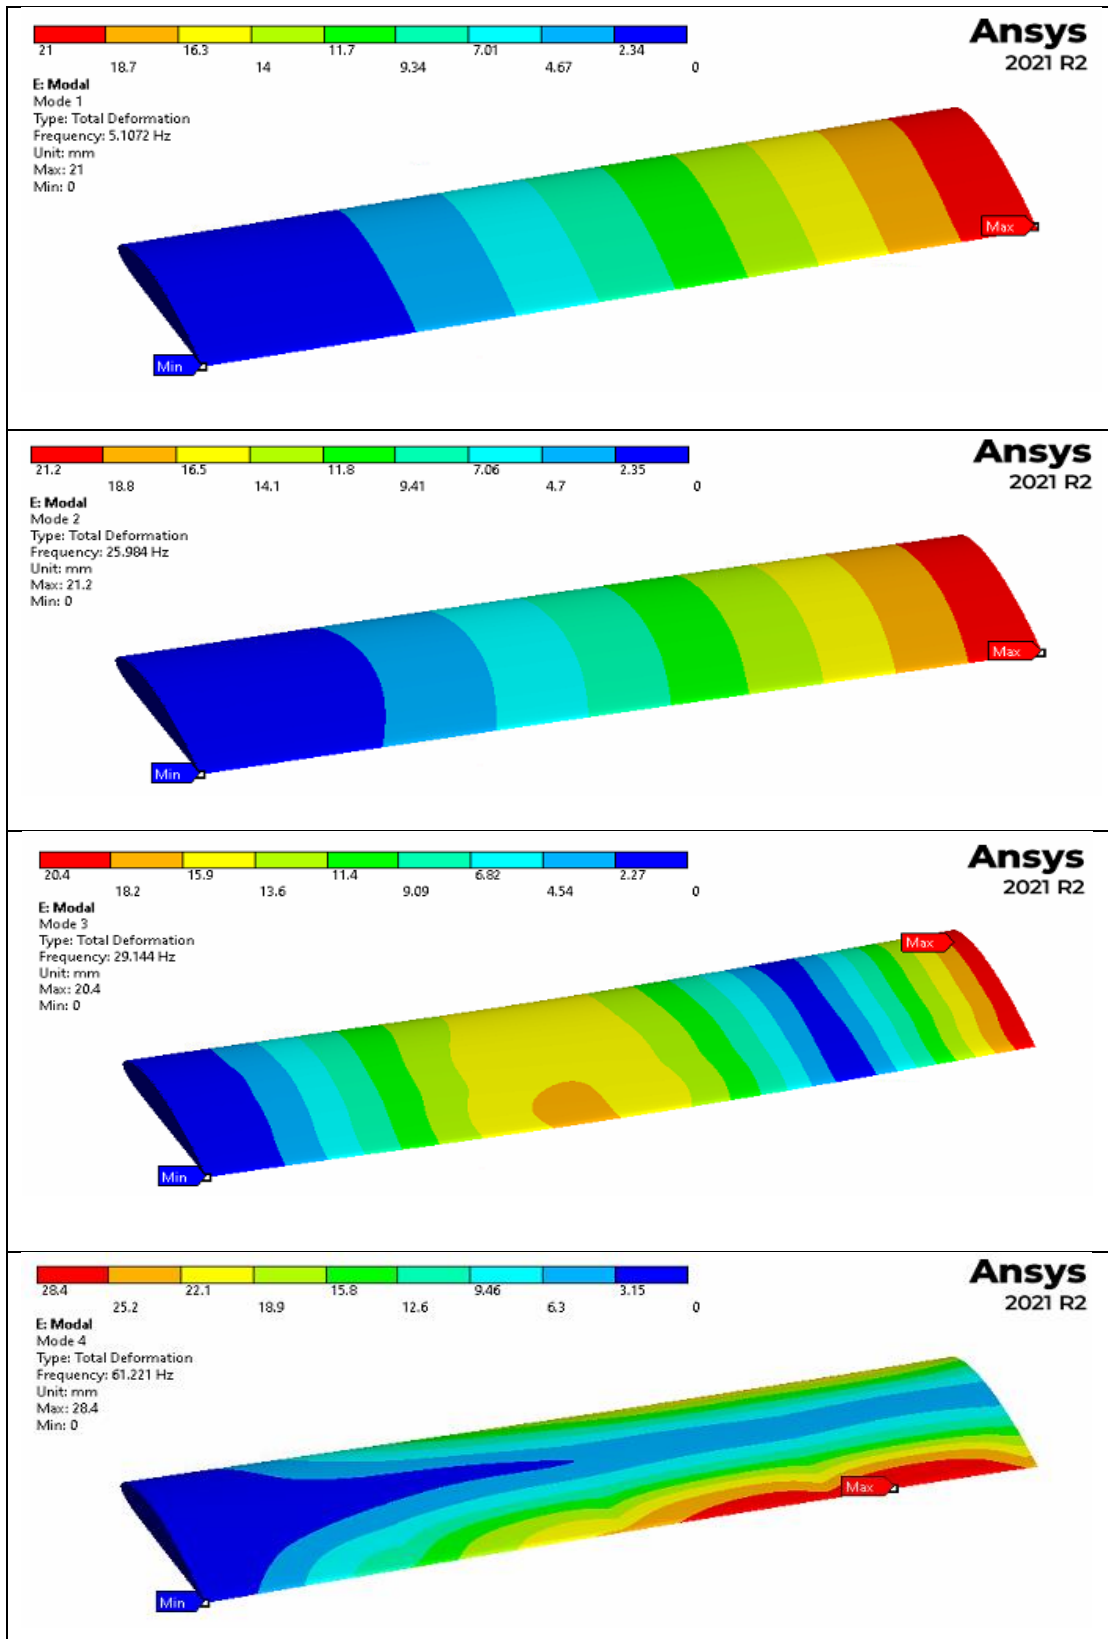 21 16.3 11.7 7.01 2.34
18.7 14 9.34 4.67 0
Ansys
2021 R2
E: Modal
Mode 1
Type: Total Deformation
Frequency: 5.1072 Hz
Unit: mm
Max: 21
Min: 0
Max
Min
21.2 16.5 11.8 7.06 2.35
18.8 14.1 9.41 4.7 0
Ansys
2021 R2
E: Modal
Mode 2
Type: Total Deformation
Frequency: 25.984 Hz
Unit: mm
Max: 21.2
Min: 0
Max
Min
20.4 15.9 11.4 6.82 2.27
18.2 13.6 9.09 4.54 0
Ansys
2021 R2
E: Modal
Mode 3
Type: Total Deformation
Frequency: 29.144 Hz
Unit: mm
Max: 20.4
Min: 0
Max
Min
28.4 22.1 15.8 9.46 3.15
25.2 18.9 12.6 6.3 0
Ansys
2021 R2
E: Modal
Mode 4
Type: Total Deformation
Frequency: 61.221 Hz
Unit: mm
Max: 28.4
Min: 0
Max
Min